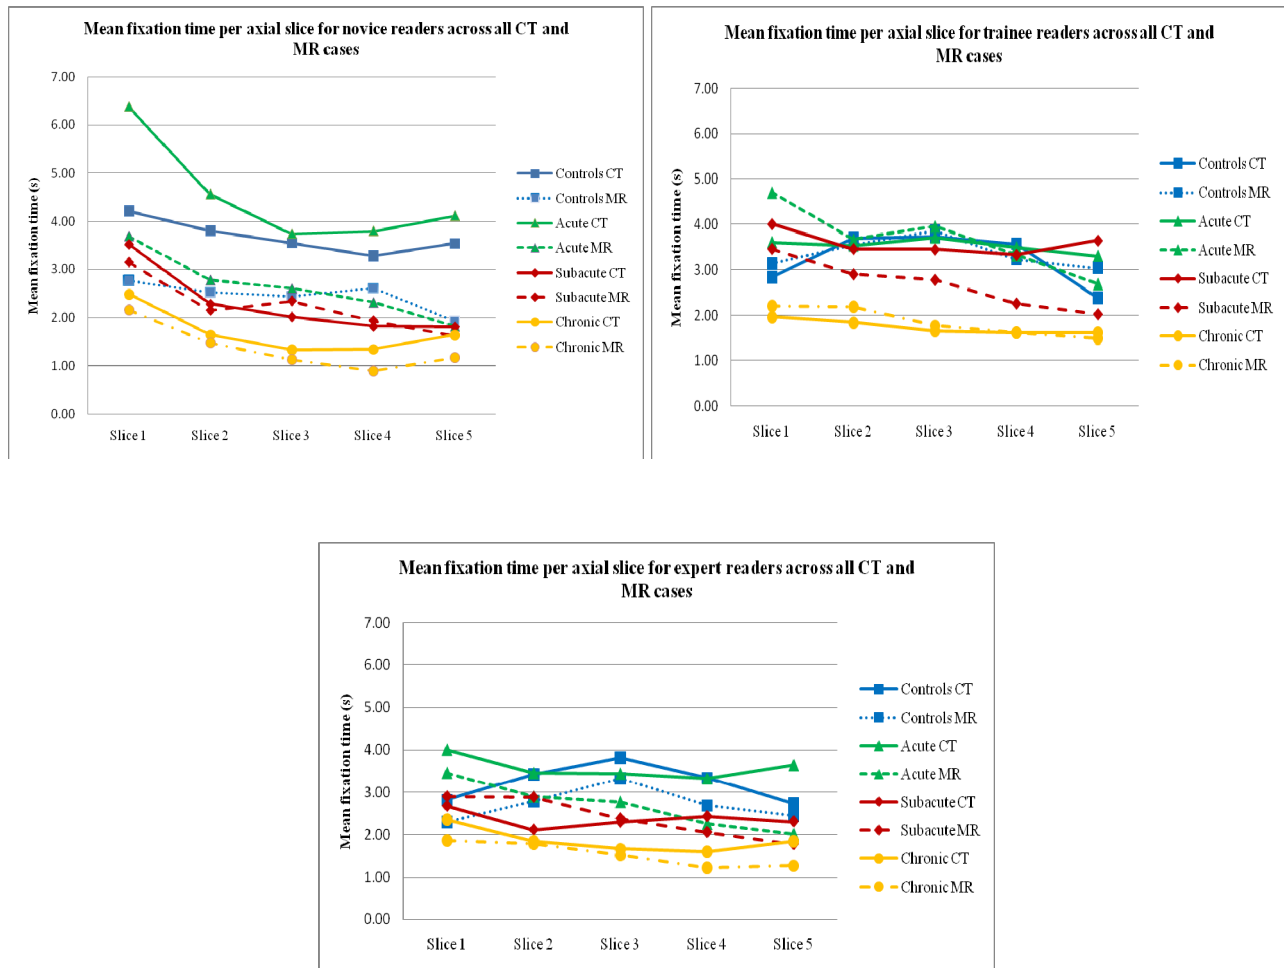 Mean fixation time per axial slice for novice readers across all CT and
MR cases
7.00
6.00
5.00
4.00
3.00
2.00
1.00
0.00
Mean fixation time (s)
Slice 1 Slice 2 Slice 3 Slice 4 Slice 5
Controls CT
Controls MR
Acute CT
Acute MR
Subacute CT
Subacute MR
Chronic CT
Chronic MR
Mean fixation time per axial slice for trainee readers across all CT and
MR cases
7.00
6.00
5.00
4.00
3.00
2.00
1.00
0.00
Mean fixation time (s)
Slice 1 Slice 2 Slice 3 Slice 4 Slice 5
Controls CT
Controls MR
Acute CT
Acute MR
Subacute CT
Subacute MR
Chronic CT
Chronic MR
Mean fixation time per axial slice for expert readers across all CT and
MR cases
7.00
6.00
5.00
4.00
3.00
2.00
1.00
0.00
Mean fixation time (s)
Slice 1 Slice 2 Slice 3 Slice 4 Slice 5
Controls CT
Controls MR
Acute CT
Acute MR
Subacute CT
Subacute MR
Chronic CT
Chronic MR